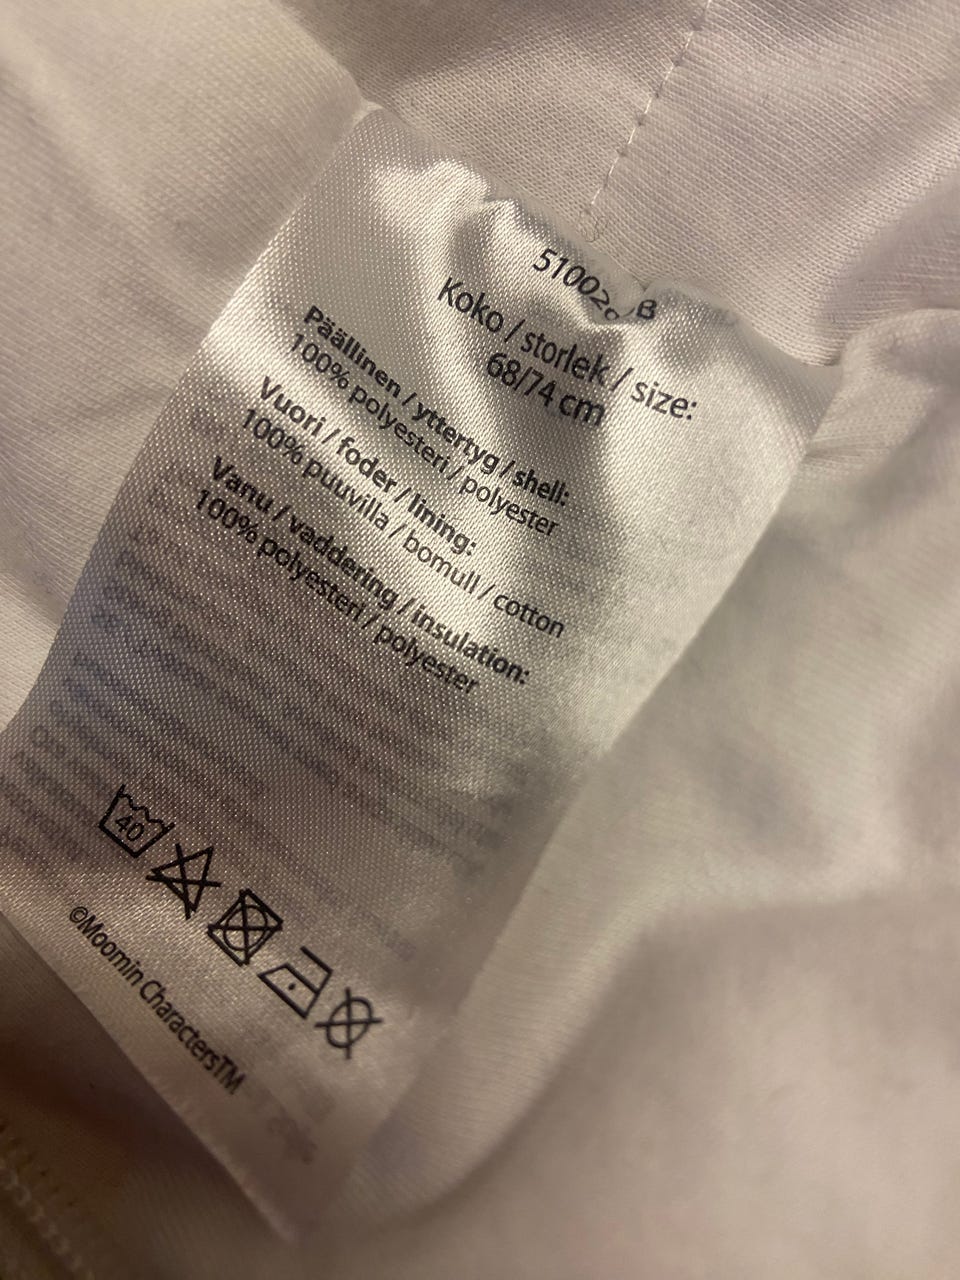 Koko / storlek / size:
68/74 cm
Päällinen / yttertyg / shell:
100% polyesteri / polyester
Vuori / foder / lining:
100% puuvilla / bomull / cotton
Vanu / vaddering / insulation:
100% polyesteri / polyester
40
©Moomin Characters™